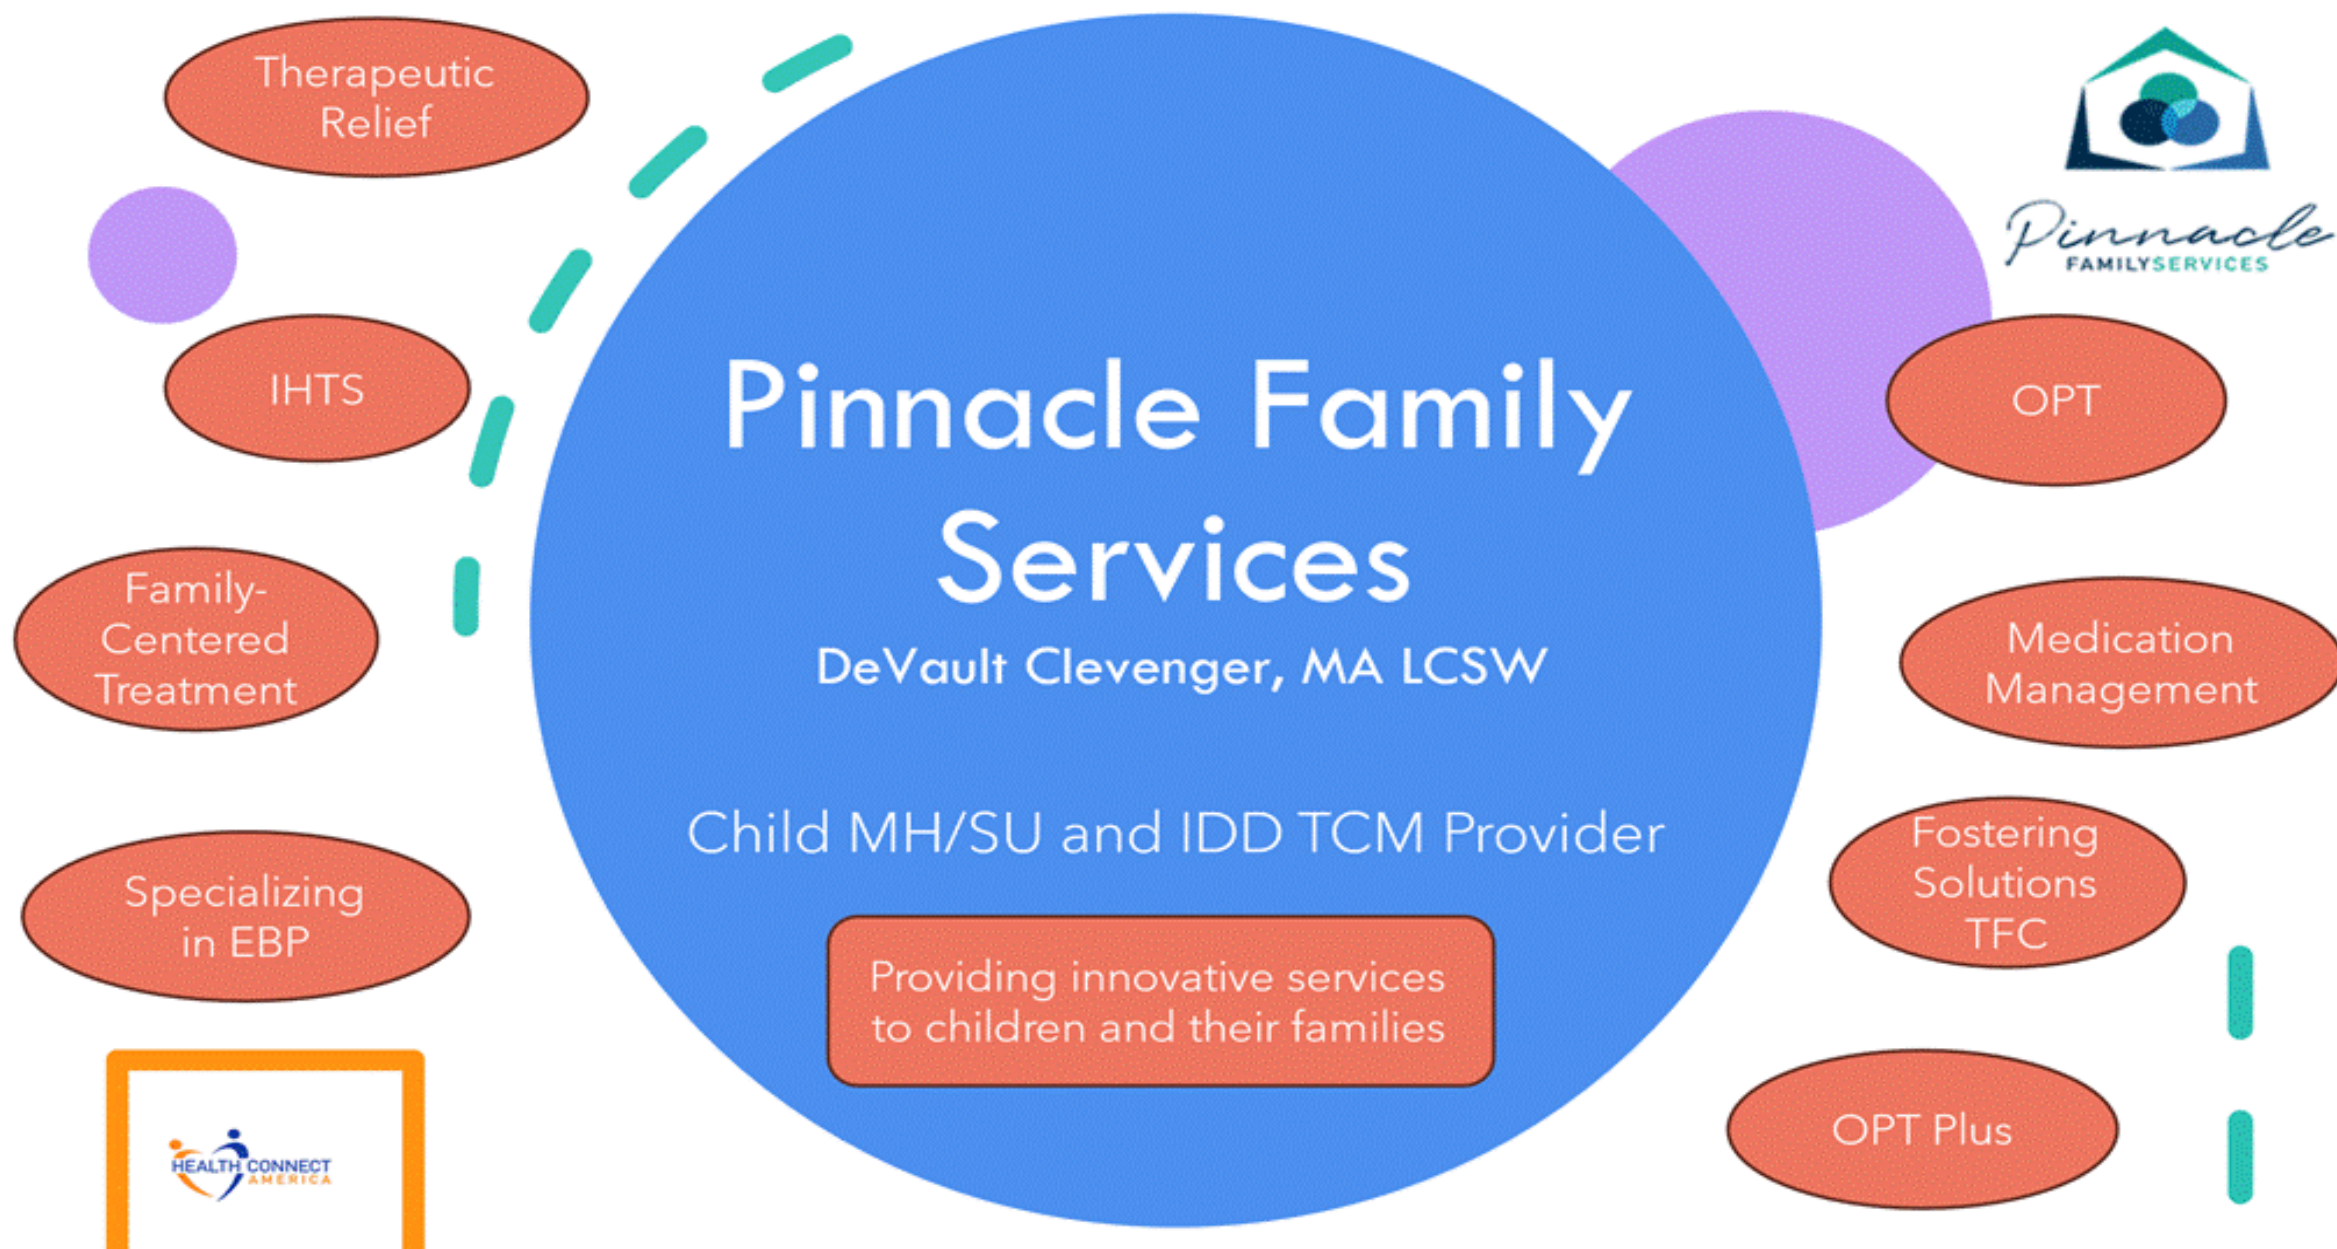 Therapeutic
Relief
IHTS
Family-
Centered
Treatment
Specializing
in EBP
HEALTH CONNECT
AMERICA
Pinnacle Family
Services
DeVault Clevenger, MA LCSW
Child MH/SU and IDD TCM Provider
Providing innovative services
to children and their families
Pinnacle
FAMILYSERVICES
OPT
Medication
Management
Fostering
Solutions
TFC
OPT Plus